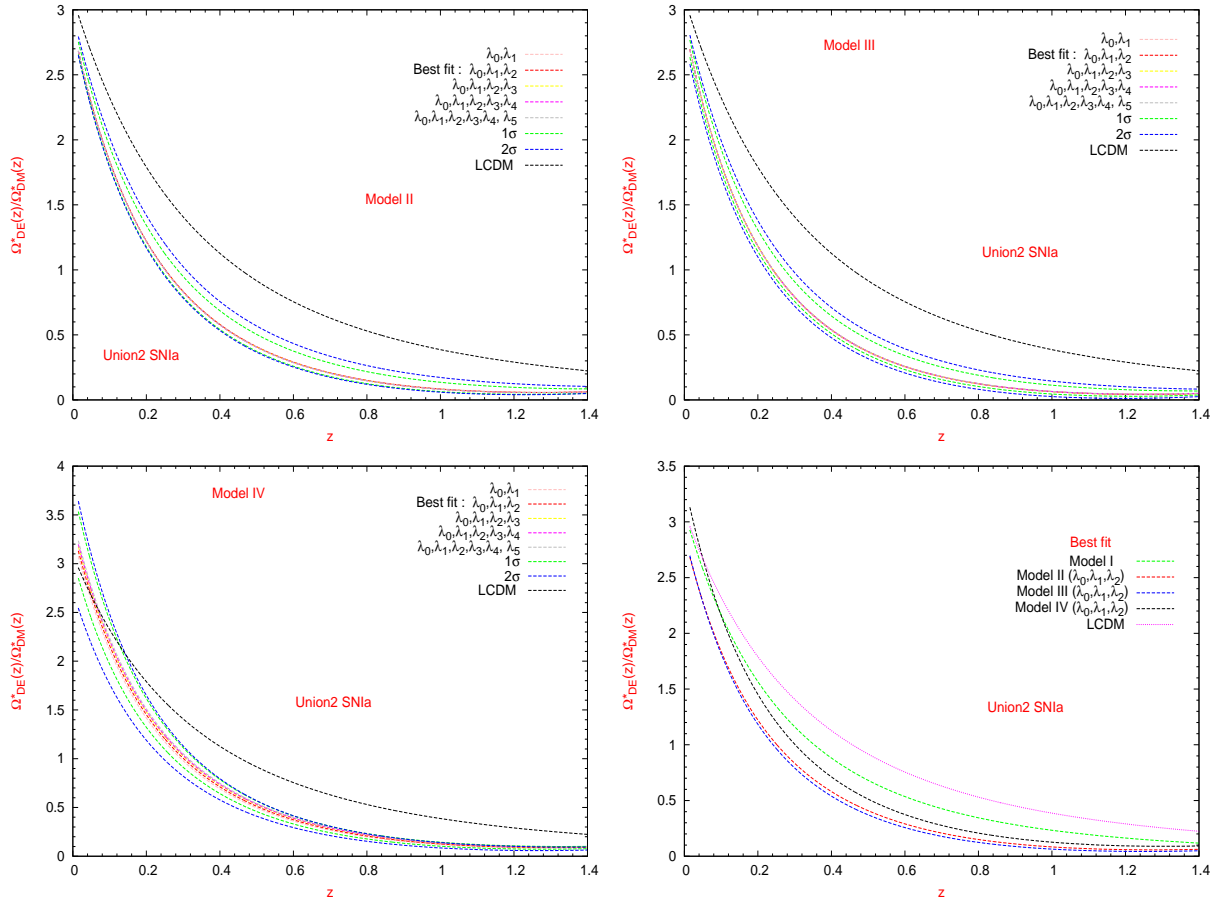 3
2.5
2
1.5
1
0.5
0
0 0.2 0.4 0.6 0.8 1 1.2 1.4
z
Ω*DE(z)/Ω*DM(z)
λ0,λ1
Best fit : λ0,λ1,λ2
λ0,λ1,λ2,λ3
λ0,λ1,λ2,λ3,λ4
λ0,λ1,λ2,λ3,λ4, λ5
1σ
2σ
LCDM
Model II
Union2 SNIa
3
2.5
2
1.5
1
0.5
0
0 0.2 0.4 0.6 0.8 1 1.2 1.4
z
Ω*DE(z)/Ω*DM(z)
Model III
λ0,λ1
Best fit : λ0,λ1,λ2
λ0,λ1,λ2,λ3
λ0,λ1,λ2,λ3,λ4
λ0,λ1,λ2,λ3,λ4, λ5
1σ
2σ
LCDM
Union2 SNIa
4
3.5
3
2.5
2
1.5
1
0.5
0
0 0.2 0.4 0.6 0.8 1 1.2 1.4
z
Ω*DE(z)/Ω*DM(z)
Model IV
λ0,λ1
Best fit : λ0,λ1,λ2
λ0,λ1,λ2,λ3
λ0,λ1,λ2,λ3,λ4
λ0,λ1,λ2,λ3,λ4, λ5
1σ
2σ
LCDM
Union2 SNIa
3.5
3
2.5
2
1.5
1
0.5
0
0 0.2 0.4 0.6 0.8 1 1.2 1.4
z
Ω*DE(z)/Ω*DM(z)
Best fit
Model I
Model II (λ0,λ1,λ2)
Model III (λ0,λ1,λ2)
Model IV (λ0,λ1,λ2)
LCDM
Union2 SNIa